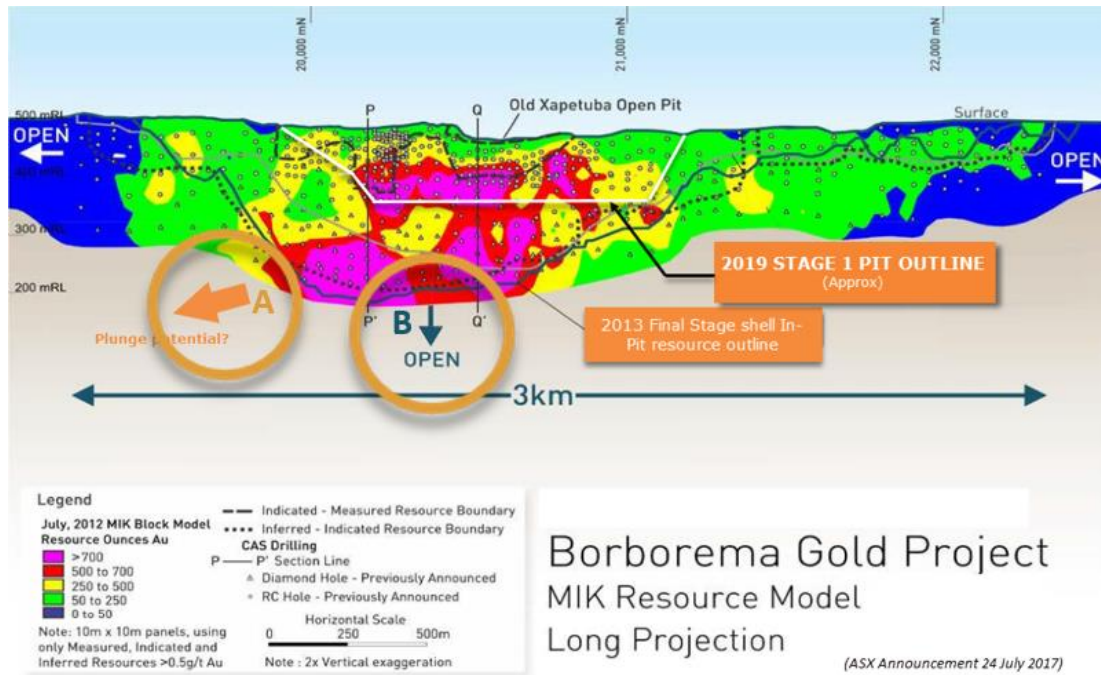 20,000 mN
21,000 mN
22,000 mN
P
Q
Old Xapetuba Open Pit
Surface
500 mRL
OPEN
OPEN
300 mRL
2019 STAGE 1 PIT OUTLINE
(Approx)
200 mRL
A
B
P'
Q'
2013 Final Stage shell In-
Pit resource outline
Plunge potential?
OPEN
3km
Legend
July, 2012 MIK Block Model
Resource Ounces Au
>700
500 to 700
250 to 500
50 to 250
0 to 50
Note: 10m x 10m panels, using
only Measured, Indicated and
Inferred Resources >0.5g/t Au
Indicated - Measured Resource Boundary
Inferred - Indicated Resource Boundary
CAS Drilling
P P' Section Line
Diamond Hole - Previously Announced
RC Hole - Previously Announced
Horizontal Scale
0 250 500m
Note : 2x Vertical exaggeration
Borborema Gold Project
MIK Resource Model
Long Projection
(ASX Announcement 24 July 2017)